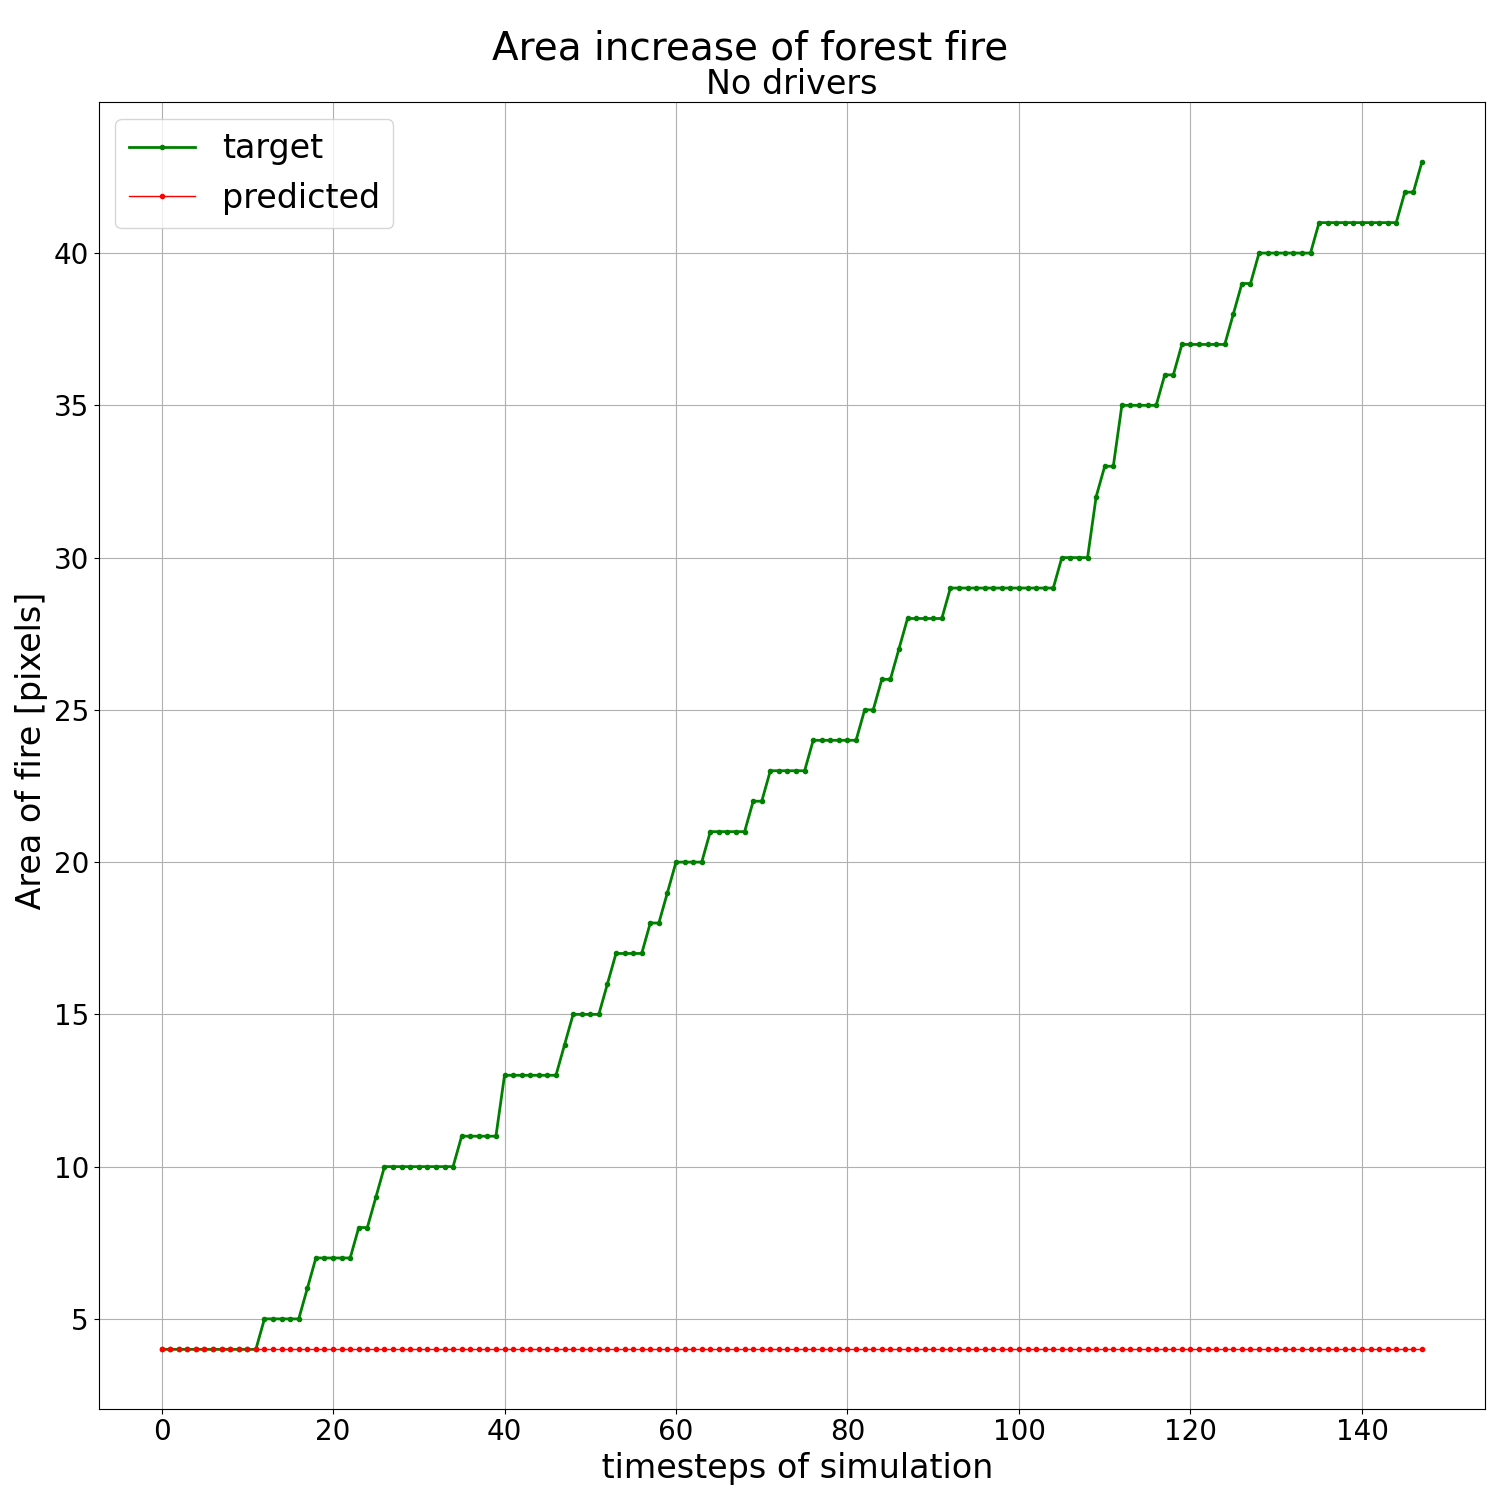 Area increase of forest fire
No drivers
target
predicted
Area of fire [pixels]
40
35
30
25
20
15
10
5
0 20 40 60 80 100 120 140
timesteps of simulation